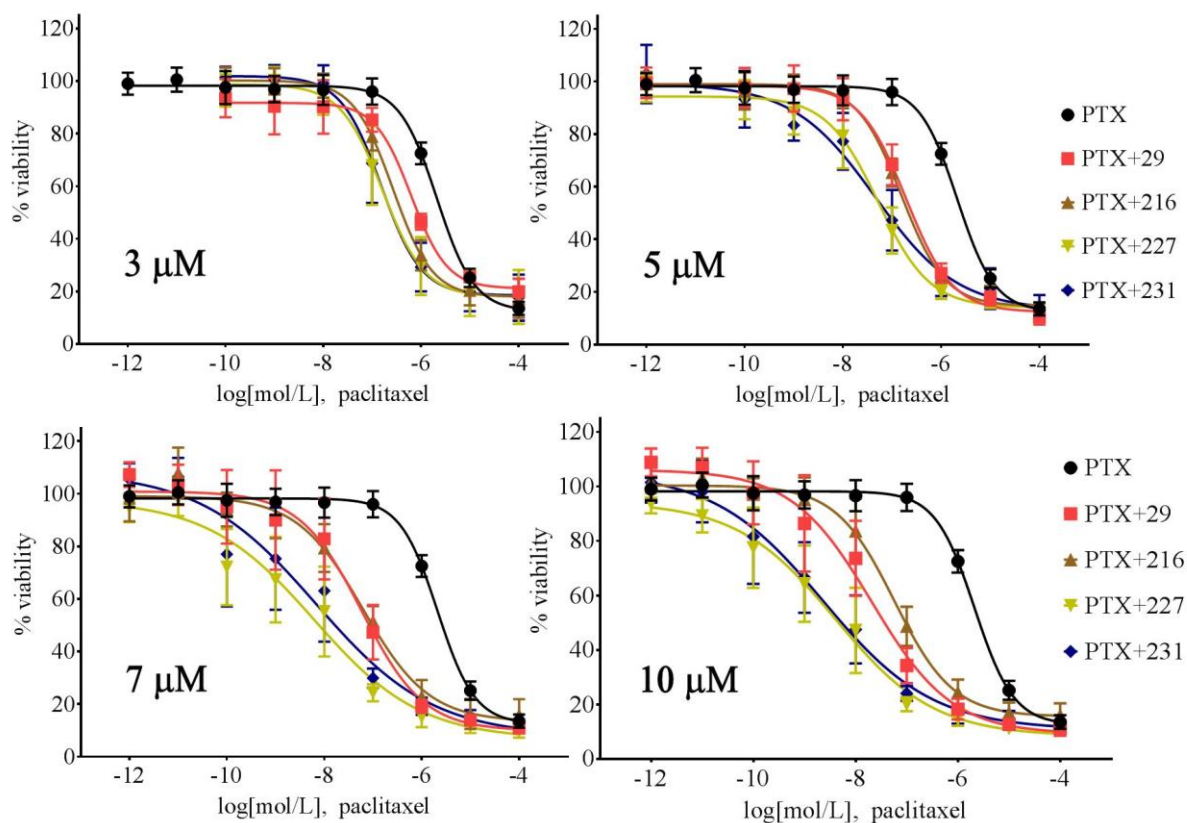 120
100
80
60
40
20
0
% viability
3 μM
-12
-10
-8
-6
-4
log[mol/L], paclitaxel
120
100
80
60
40
20
0
% viability
5 μM
-12
-10
-8
-6
-4
log[mol/L], paclitaxel
PTX
PTX+29
PTX+216
PTX+227
PTX+231
120
100
80
60
40
20
0
% viability
7 μM
-12
-10
-8
-6
-4
log[mol/L], paclitaxel
120
100
80
60
40
20
0
% viability
10 μM
-12
-10
-8
-6
-4
log[mol/L], paclitaxel
PTX
PTX+29
PTX+216
PTX+227
PTX+231